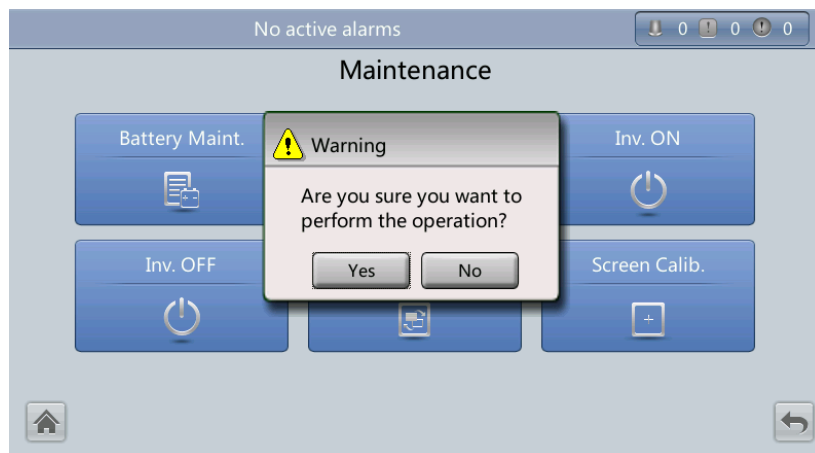 No active alarms
0 0 0
Maintenance
Battery Maint.
Inv. ON
Warning
Are you sure you want to
perform the operation?
Yes No
Inv. OFF
Screen Calib.